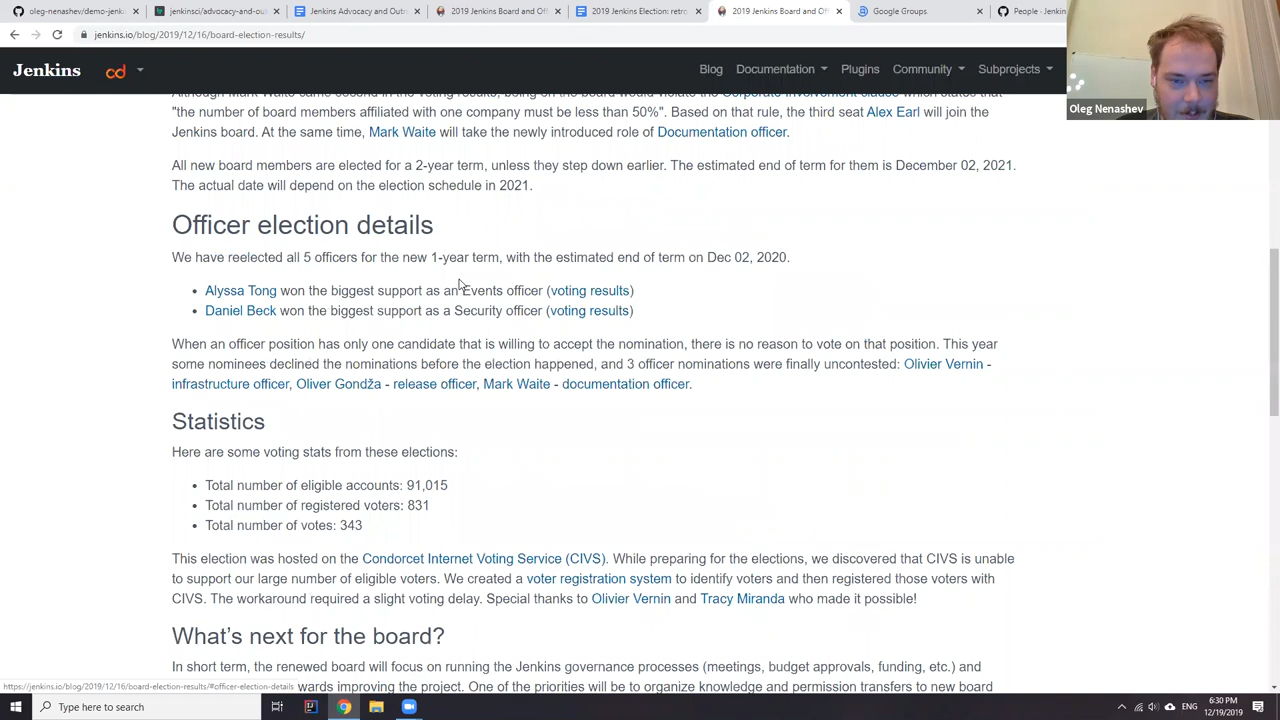 oleg-nenashev/demo-jenk
jenkinsci/advocacy-and-out
Jenkins Advocacy and Outr
2019 Jenkins Board and Off
2019 Jenkins Election: retro
2019 Jenkins Board and Off
Google Groups
People · Jenkin
jenkins.io/blog/2019/12/16/board-election-results/
Jenkins
cd
Blog Documentation Plugins Community Subprojects
Oleg Nenashev
Although Mark Waite came second in the voting results, being on the board would violate the Corporate Involvement clause which states that
"the number of board members affiliated with one company must be less than 50%". Based on that rule, the third seat Alex Earl will join the
Jenkins board. At the same time, Mark Waite will take the newly introduced role of Documentation officer.
All new board members are elected for a 2-year term, unless they step down earlier. The estimated end of term for them is December 02, 2021.
The actual date will depend on the election schedule in 2021.
Officer election details
We have reelected all 5 officers for the new 1-year term, with the estimated end of term on Dec 02, 2020.
• Alyssa Tong won the biggest support as an Events officer (voting results)
• Daniel Beck won the biggest support as a Security officer (voting results)
When an officer position has only one candidate that is willing to accept the nomination, there is no reason to vote on that position. This year
some nominees declined the nominations before the election happened, and 3 officer nominations were finally uncontested: Olivier Vernin -
infrastructure officer, Oliver Gondža - release officer, Mark Waite - documentation officer.
Statistics
Here are some voting stats from these elections:
• Total number of eligible accounts: 91,015
• Total number of registered voters: 831
• Total number of votes: 343
This election was hosted on the Condorcet Internet Voting Service (CIVS). While preparing for the elections, we discovered that CIVS is unable
to support our large number of eligible voters. We created a voter registration system to identify voters and then registered those voters with
CIVS. The workaround required a slight voting delay. Special thanks to Olivier Vernin and Tracy Miranda who made it possible!
What's next for the board?
In short term, the renewed board will focus on running the Jenkins governance processes (meetings, budget approvals, funding, etc.) and
https://jenkins.io/blog/2019/12/16/board-election-results/#officer-election-details
wards improving the project. One of the priorities will be to organize knowledge and permission transfers to new board
Type here to search
ENG
6:30 PM
12/19/2019